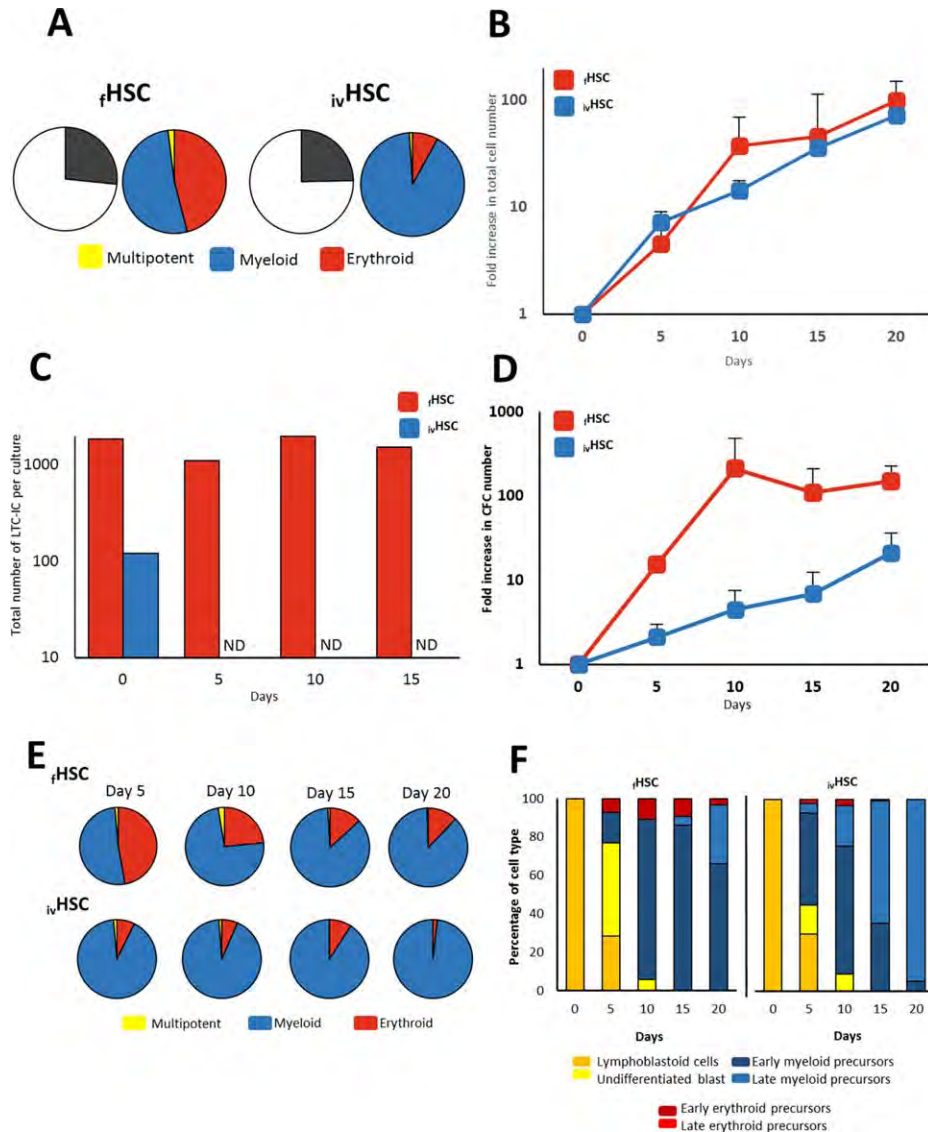 A
fHSC
ivHSC
Multipotent Myeloid Erythroid
B
fHSC
ivHSC
Fold increase in total cell number
100
10
1
0 5 10 15 20
Days
C
fHSC
ivHSC
Total number of LTC-IC per culture
1000
100
10
ND ND ND
0 5 10 15
Days
D
fHSC
ivHSC
Fold increase in CFC number
1000
100
10
1
0 5 10 15 20
Days
E
fHSC
Day 5 Day 10 Day 15 Day 20
ivHSC
Multipotent Myeloid Erythroid
F
fHSC ivHSC
Percentage of cell type
100
80
60
40
20
0
0 5 10 15 20 0 5 10 15 20
Days Days
Lymphoblastoid cells Early myeloid precursors
Undifferentiated blast Late myeloid precursors
Early erythroid precursors
Late erythroid precursors